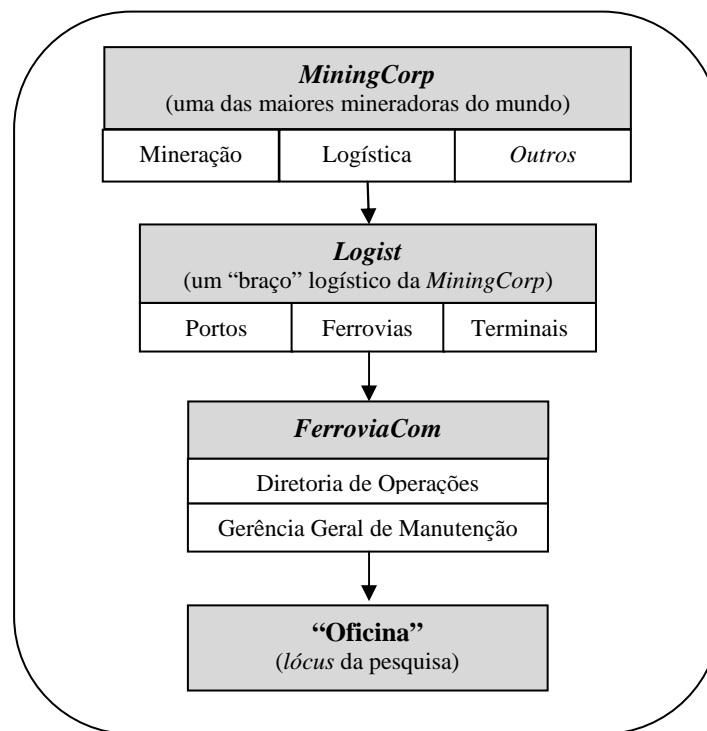 MiningCorp
(uma das maiores mineradoras do mundo)
Mineração Logística Outros
Logist
(um “braço” logístico da MiningCorp)
Portos Ferrovias Terminais
FerroviaCom
Diretoria de Operações
Gerência Geral de Manutenção
“Oficina”
(lócus da pesquisa)